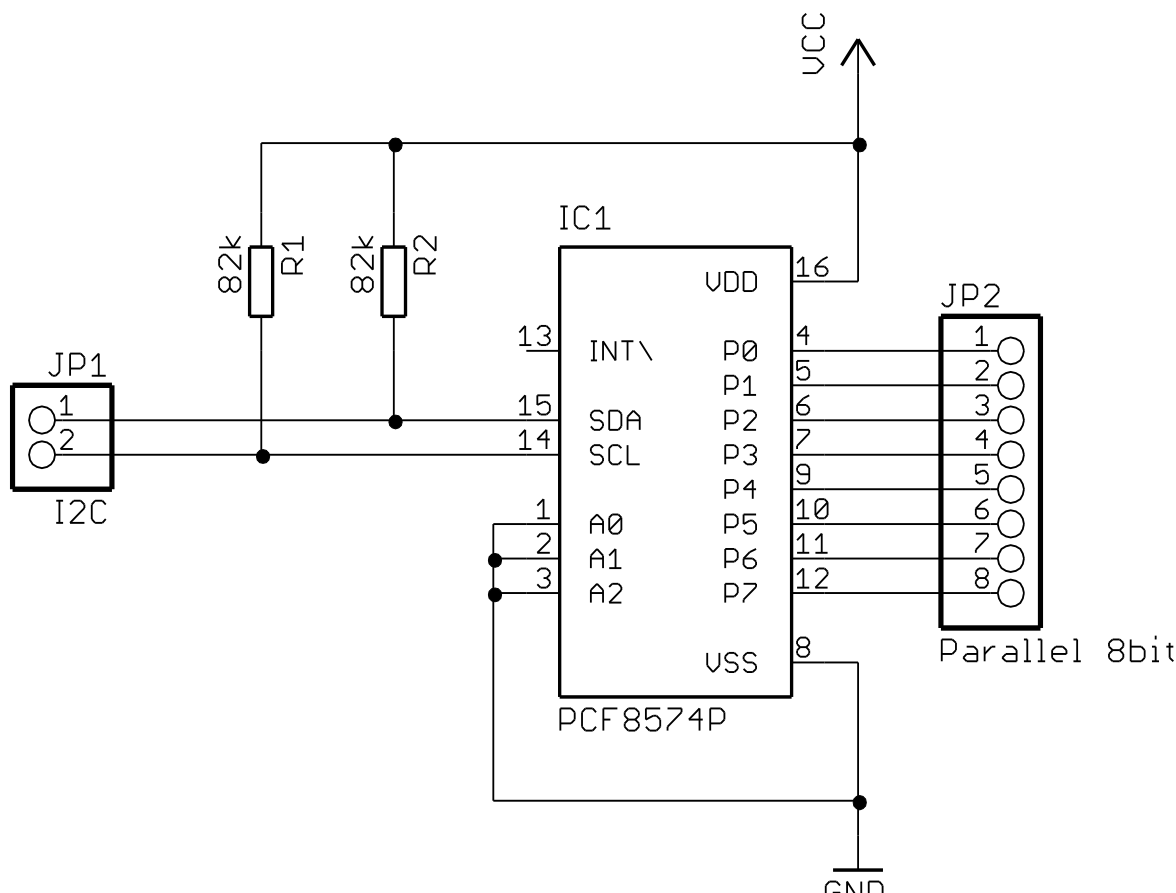 VCC
IC1
82k
R1
82k
R2
VDD
16
JP2
13
INT\
P0
4
1
JP1
P1
5
2
1
15
SDA
P2
6
3
2
14
SCL
P3
7
4
P4
9
5
I2C
1
A0
P5
10
6
2
A1
P6
11
7
3
A2
P7
12
8
Parallel 8bit
VSS
8
PCF8574P
GND